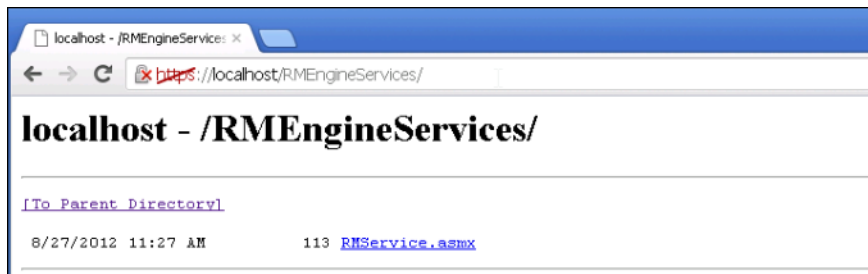 localhost - /RMEngineServices
https://localhost/RMEngineServices/
localhost - /RMEngineServices/
[To Parent Directory]
8/27/2012 11:27 AM 113 RMService.asmx